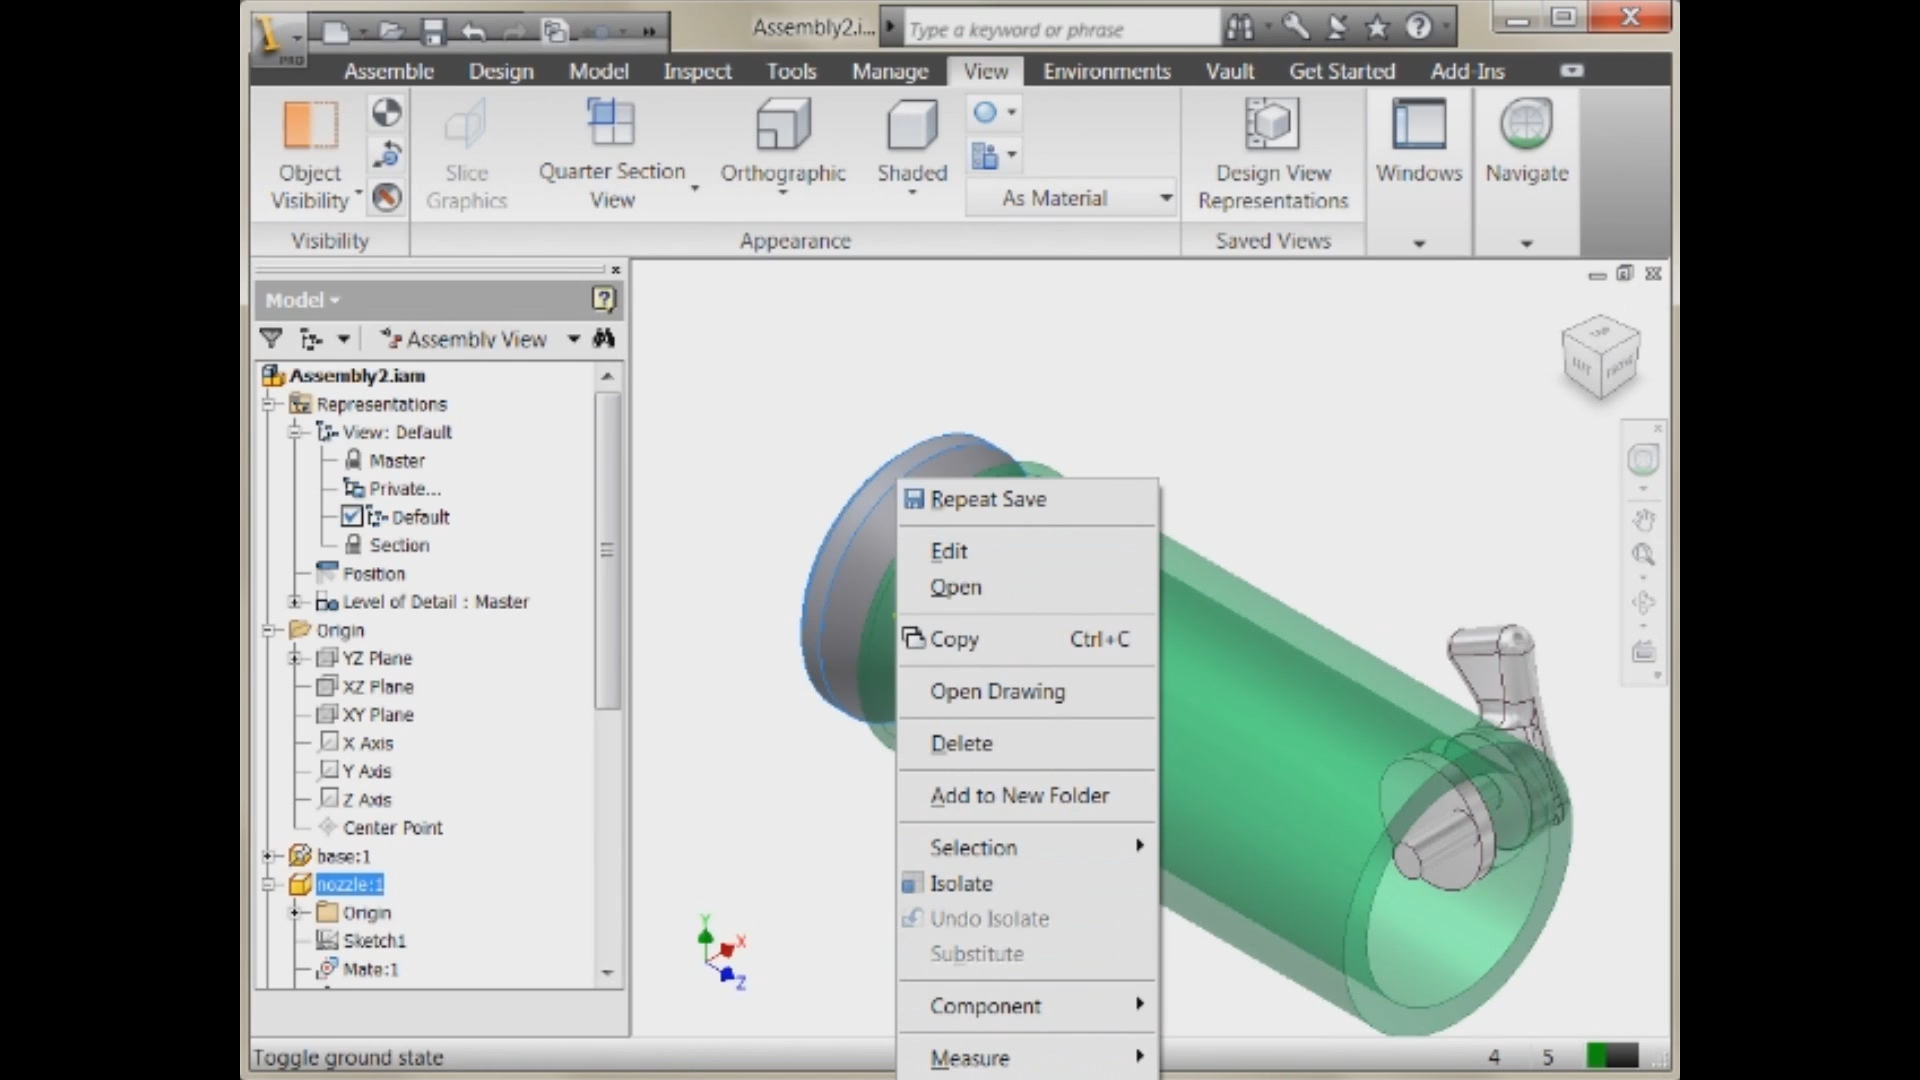 PRO
Assembly2.i...
Type a keyword or phrase
Assemble Design Model Inspect Tools Manage View Environments Vault Get Started Add-Ins
Object
Visibility
Slice
Graphics
Quarter Section
View
Orthographic
Shaded
As Material
Design View
Representations
Windows
Navigate
Visibility
Appearance
Saved Views
Model
Assembly View
Assembly2.iam
Representations
View: Default
Master
Private...
Default
Section
Position
Level of Detail : Master
Origin
YZ Plane
XZ Plane
XY Plane
X Axis
Y Axis
Z Axis
Center Point
base:1
nozzle:1
Origin
Sketch1
Mate:1
Repeat Save
Edit
Open
Copy Ctrl+C
Open Drawing
Delete
Add to New Folder
Selection
Isolate
Undo Isolate
Substitute
Component
Measure
Y
X
Z
Toggle ground state
4 5